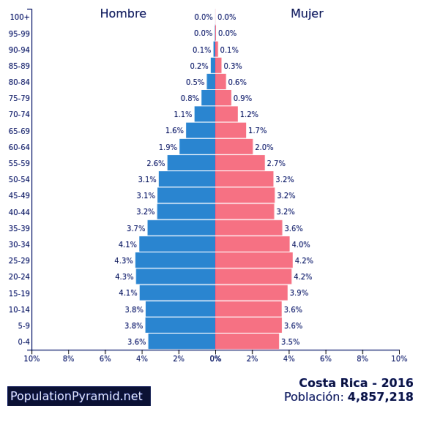 Hombre Mujer
100+ 0.0% 0.0%
95-99 0.0% 0.0%
90-94 0.1% 0.1%
85-89 0.2% 0.3%
80-84 0.5% 0.6%
75-79 0.8% 0.9%
70-74 1.1% 1.2%
65-69 1.6% 1.7%
60-64 1.9% 2.0%
55-59 2.6% 2.7%
50-54 3.1% 3.2%
45-49 3.1% 3.2%
40-44 3.2% 3.2%
35-39 3.7% 3.6%
30-34 4.1% 4.0%
25-29 4.3% 4.2%
20-24 4.3% 4.2%
15-19 4.1% 3.9%
10-14 3.8% 3.6%
5-9 3.8% 3.6%
0-4 3.6% 3.5%
10% 8% 6% 4% 2% 0% 2% 4% 6% 8% 10%
PopulationPyramid.net
Costa Rica - 2016
Población: 4,857,218